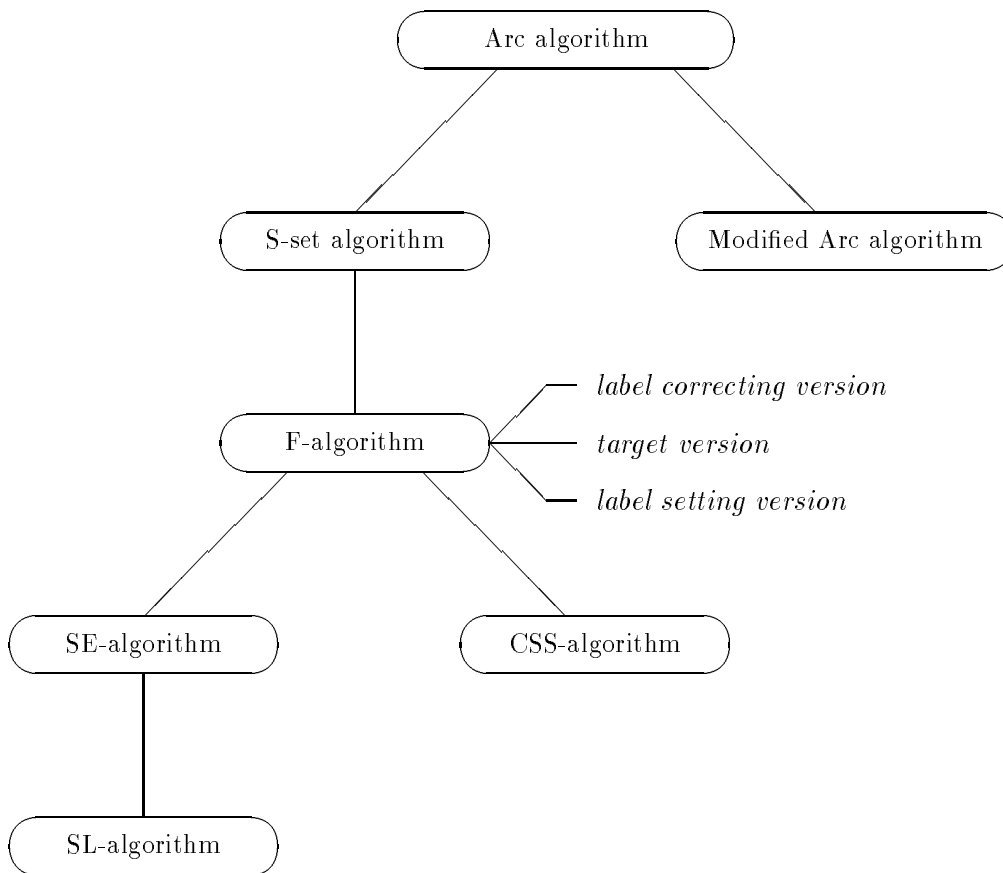 Arc algorithm
S-set algorithm
Modified Arc algorithm
label correcting version
F-algorithm
target version
label setting version
SE-algorithm
CSS-algorithm
SL-algorithm